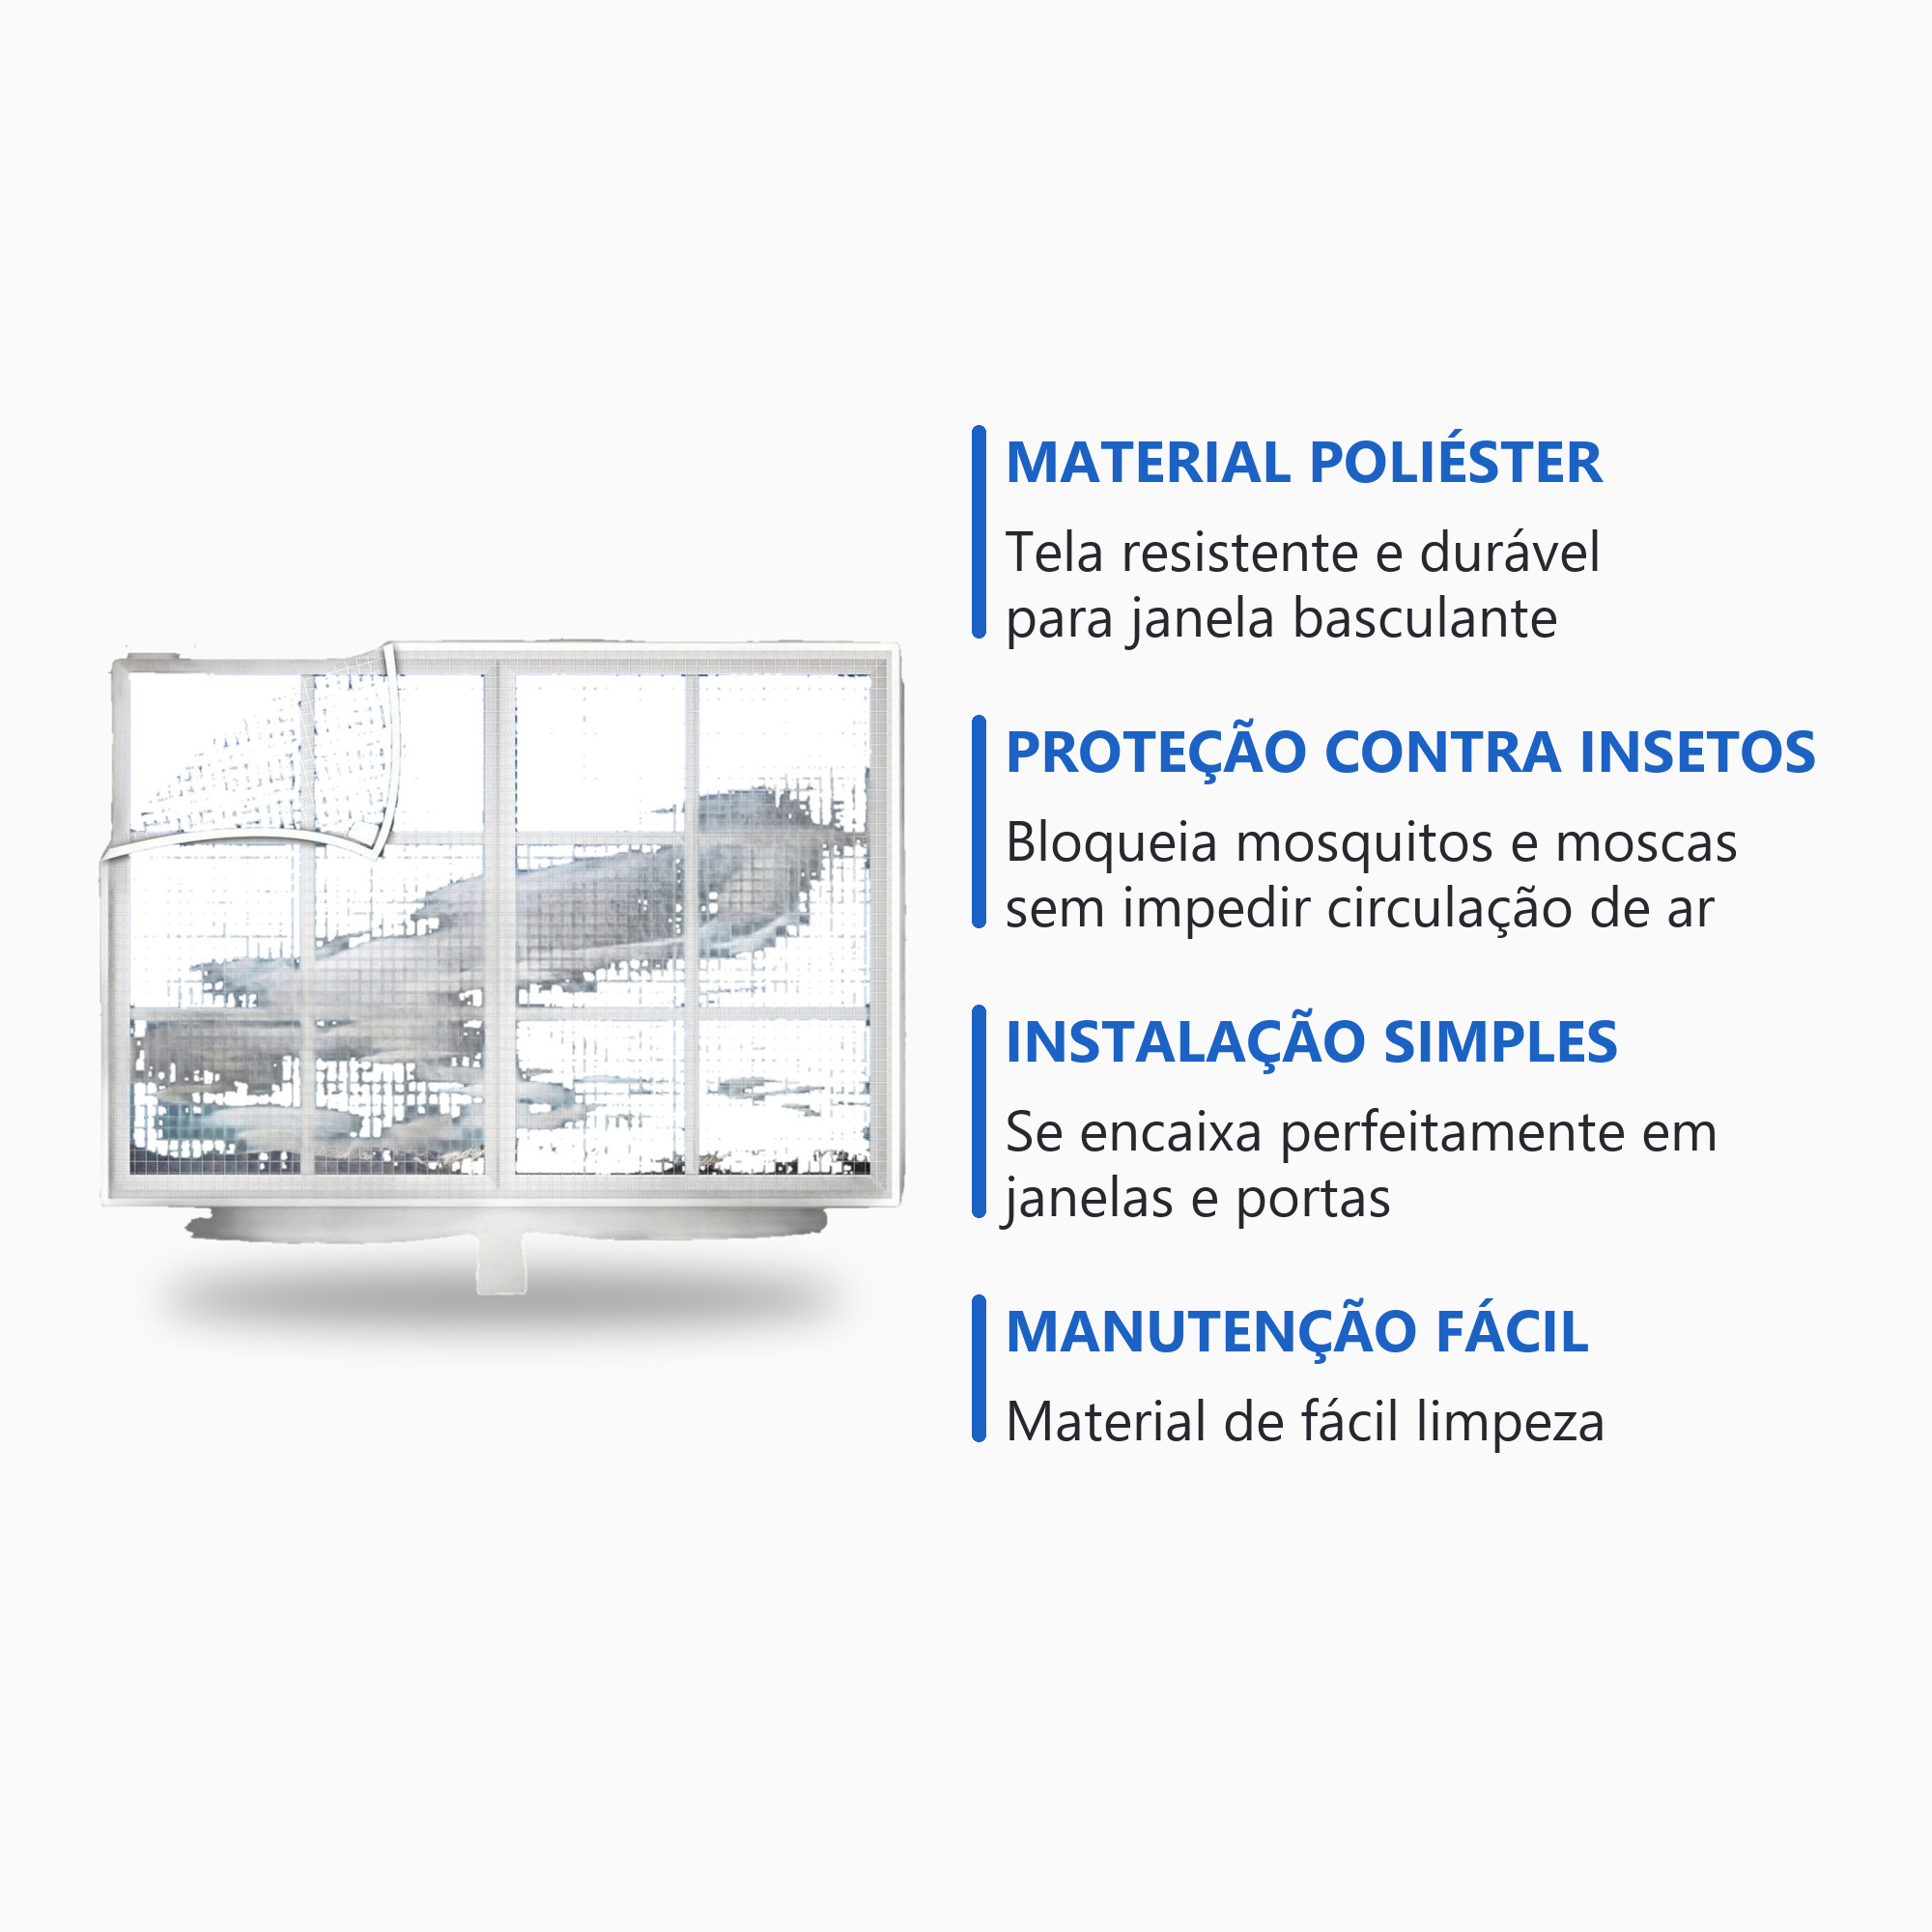 MATERIAL POLIÉSTER
Tela resistente e durável
para janela basculante
PROTEÇÃO CONTRA INSETOS
Bloqueia mosquitos e moscas
sem impedir circulação de ar
INSTALAÇÃO SIMPLES
Se encaixa perfeitamente em
janelas e portas
MANUTENÇÃO FÁCIL
Material de fácil limpeza